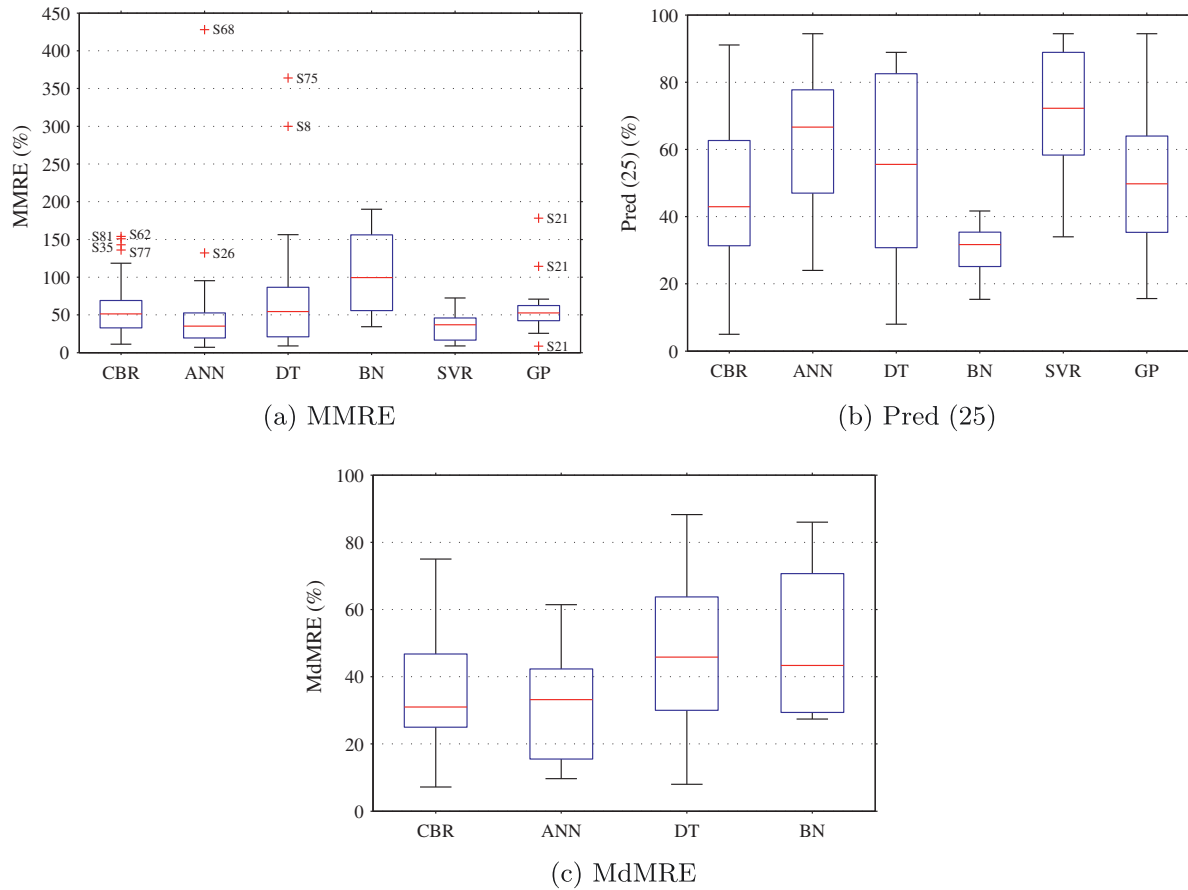 MMRE (%)
450
400
350
300
250
200
150
100
50
0
S68
S75
S8
S81
S62
S35
S77
S26
S21
S21
S21
CBR ANN DT BN SVR GP
(a) MMRE
Pred (25) (%)
100
80
60
40
20
0
CBR ANN DT BN SVR GP
(b) Pred (25)
MdMRE (%)
100
80
60
40
20
0
CBR ANN DT BN
(c) MdMRE